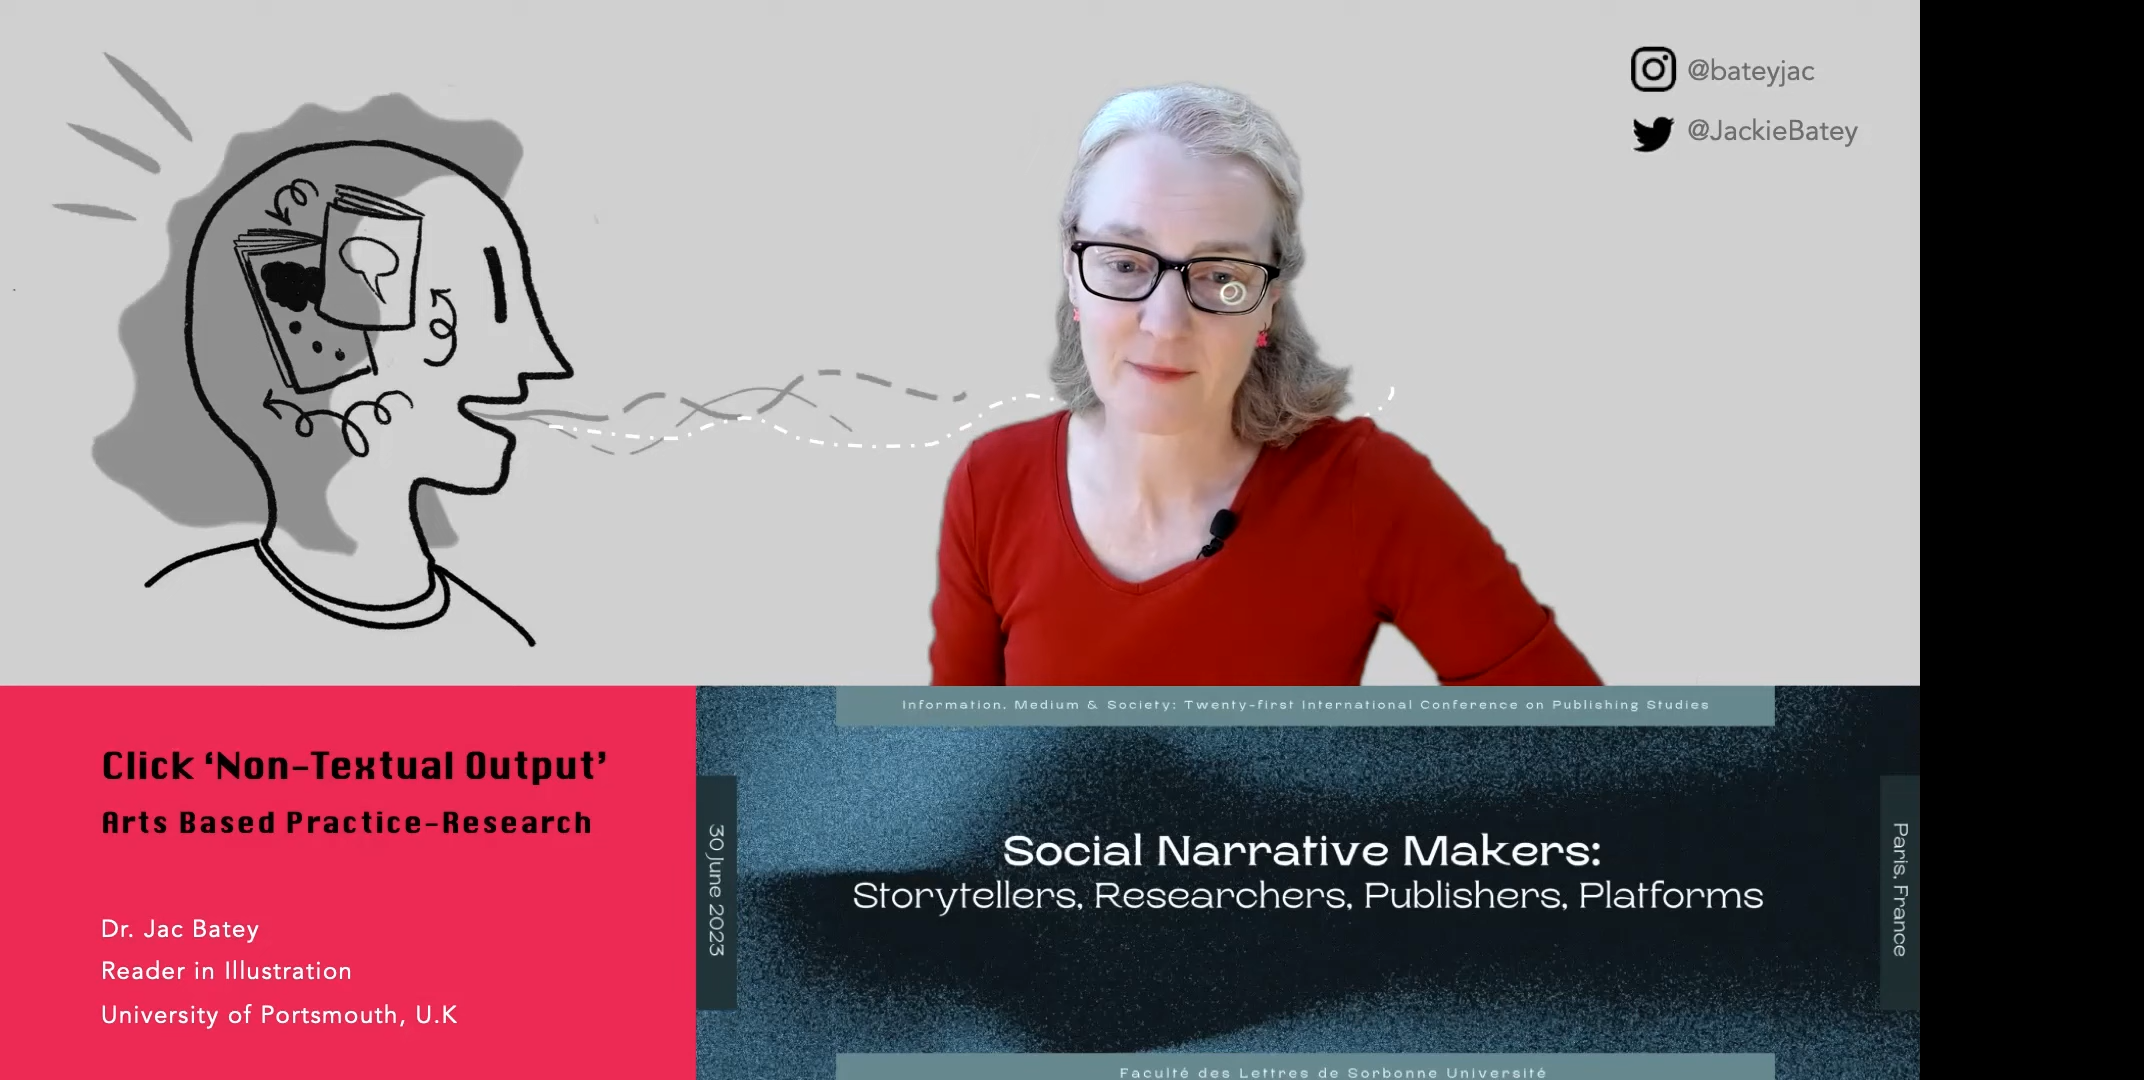 @bateyjac
@JackieBatey
Click ‘Non-Textual Output’
Arts Based Practice-Research
Dr. Jac Batey
Reader in Illustration
University of Portsmouth, U.K
Information, Medium & Society: Twenty-first International Conference on Publishing Studies
30 June 2023
Social Narrative Makers:
Storytellers, Researchers, Publishers, Platforms
Paris, France
Faculté des Lettres de Sorbonne Université